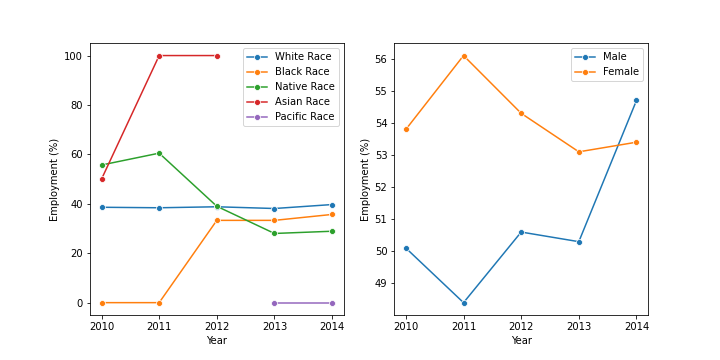 100
80
60
40
20
0
Employment (%)
2010 2011 2012 2013 2014
Year
White Race
Black Race
Native Race
Asian Race
Pacific Race
56
55
54
53
52
51
50
49
Employment (%)
2010 2011 2012 2013 2014
Year
Male
Female